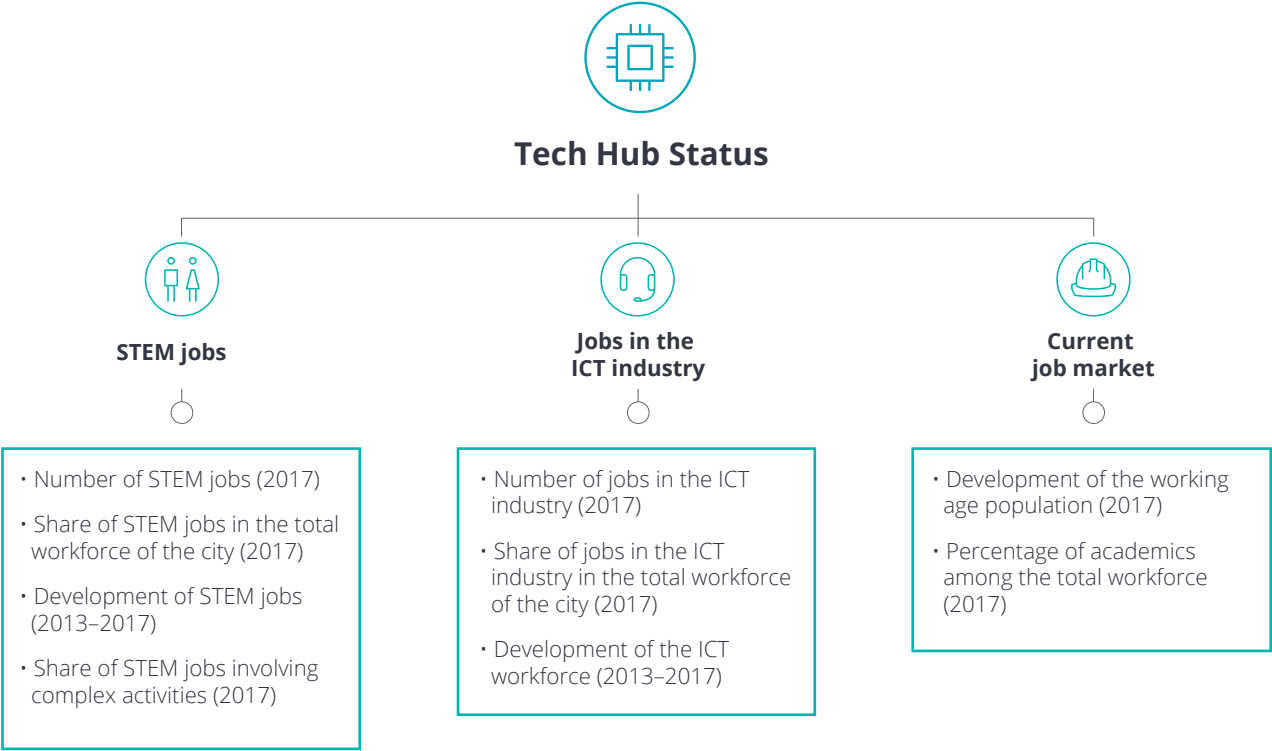 Tech Hub Status
STEM jobs
• Number of STEM jobs (2017)
• Share of STEM jobs in the total
workforce of the city (2017)
• Development of STEM jobs
(2013–2017)
• Share of STEM jobs involving
complex activities (2017)
Jobs in the
ICT industry
• Number of jobs in the ICT
industry (2017)
• Share of jobs in the ICT
industry in the total workforce
of the city (2017)
• Development of the ICT
workforce (2013–2017)
Current
job market
• Development of the working
age population (2017)
• Percentage of academics
among the total workforce
(2017)